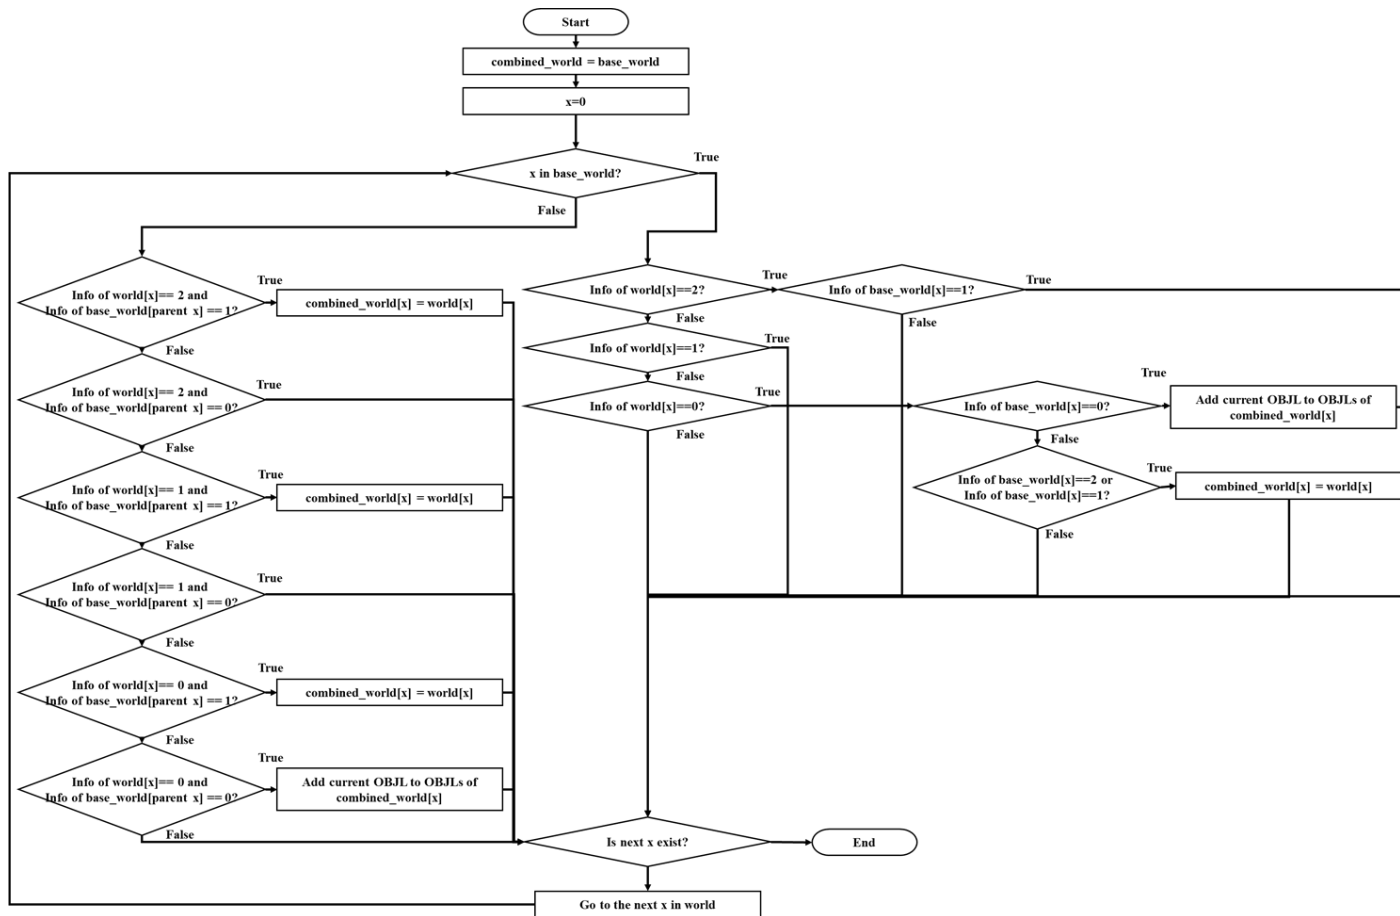 Start
combined_world = base_world
x=0
x in base_world?
True
False
Info of world[x]== 2 and
Info of base_world[parent x] == 1?
True
combined_world[x] = world[x]
False
Info of world[x]== 2 and
Info of base_world[parent x] == 0?
True
False
Info of world[x]== 1 and
Info of base_world[parent x] == 1?
True
combined_world[x] = world[x]
False
Info of world[x]== 1 and
Info of base_world[parent x] == 0?
True
False
Info of world[x]== 0 and
Info of base_world[parent x] == 1?
True
combined_world[x] = world[x]
False
Info of world[x]== 0 and
Info of base_world[parent x] == 0?
True
Add current OBJL to OBJLs of
combined_world[x]
False
Info of world[x]==2?
True
False
Info of base_world[x]==1?
True
False
Info of world[x]==1?
True
False
Info of world[x]==0?
True
False
Info of base_world[x]==0?
True
Add current OBJL to OBJLs of
combined_world[x]
False
Info of base_world[x]==2 or
Info of base_world[x]==1?
True
combined_world[x] = world[x]
False
Is next x exist?
End
Go to the next x in world